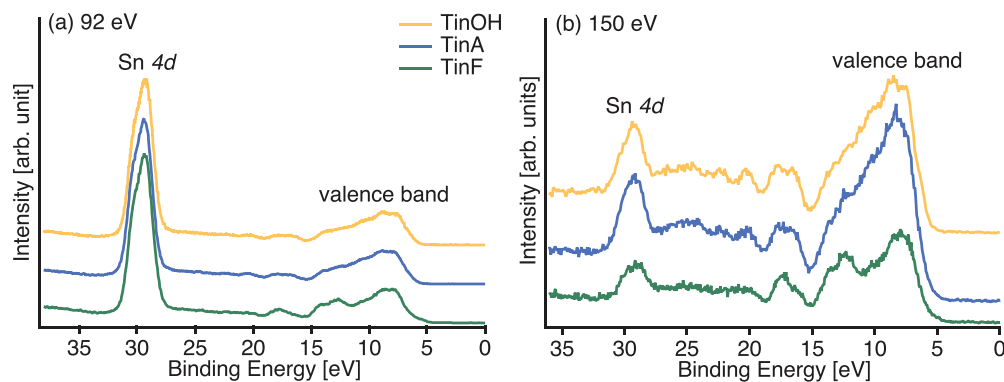 (a) 92 eV
TinOH
TinA
TinF
Sn 4d
valence band
Intensity [arb. unit]
35 30 25 20 15 10 5 0
Binding Energy [eV]
(b) 150 eV
valence band
Sn 4d
Intensity [arb. units]
35 30 25 20 15 10 5 0
Binding Energy [eV]